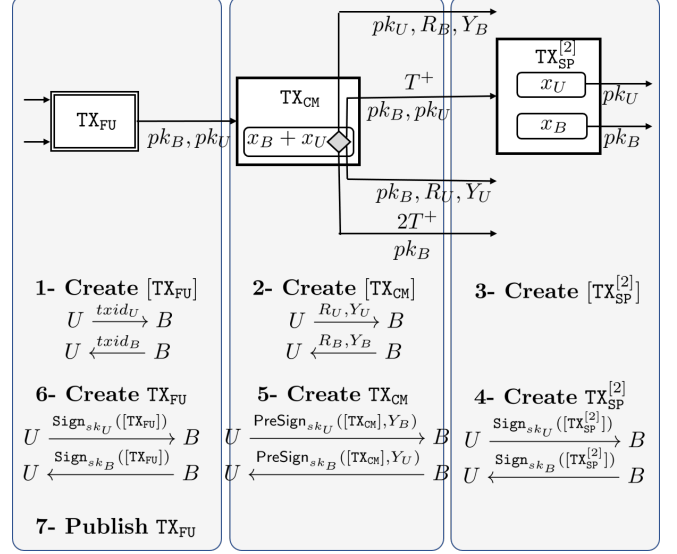 pk_U, R_B, Y_B
TX_FU
pk_B, pk_U
TX_CM
x_B + x_U
T^+
pk_B, pk_U
pk_B, R_U, Y_U
2T^+
pk_B
TX_SP^[2]
x_U
pk_U
x_B
pk_B
1- Create [TX_FU]
U txid_U B
U txid_B B
2- Create [TX_CM]
U R_U,Y_U B
U R_B,Y_B B
3- Create [TX_SP^[2]]
6- Create TX_FU
U Sign_sk_U([TX_FU]) B
U Sign_sk_B([TX_FU]) B
5- Create TX_CM
U PreSign_sk_U([TX_CM],Y_B) B
U PreSign_sk_B([TX_CM],Y_U) B
4- Create TX_SP^[2]
U Sign_sk_U([TX_SP^[2]]) B
U Sign_sk_B([TX_SP^[2]]) B
7- Publish TX_FU